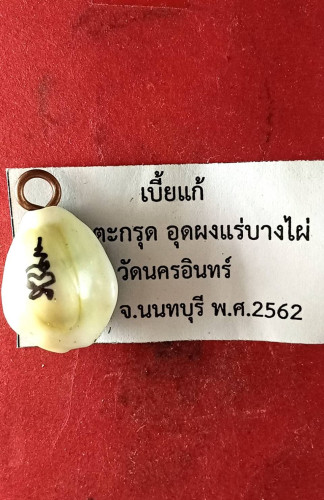 เบี้ยแก้
ตะกรุด อุดผงแร่บางไผ่
วัดนครอินทร์
จ.นนทบุรี พ.ศ.2562